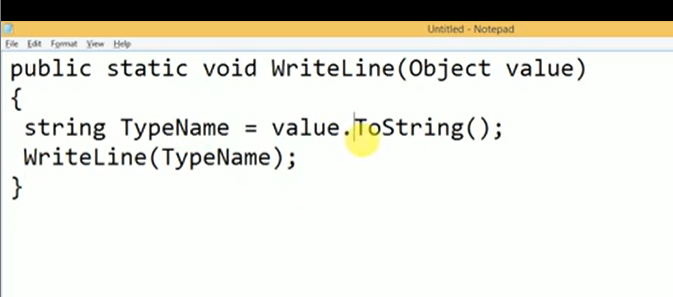 Untitled - Notepad
File Edit Format View Help
public static void WriteLine(Object value)
{
string TypeName = value.ToString();
WriteLine(TypeName);
}